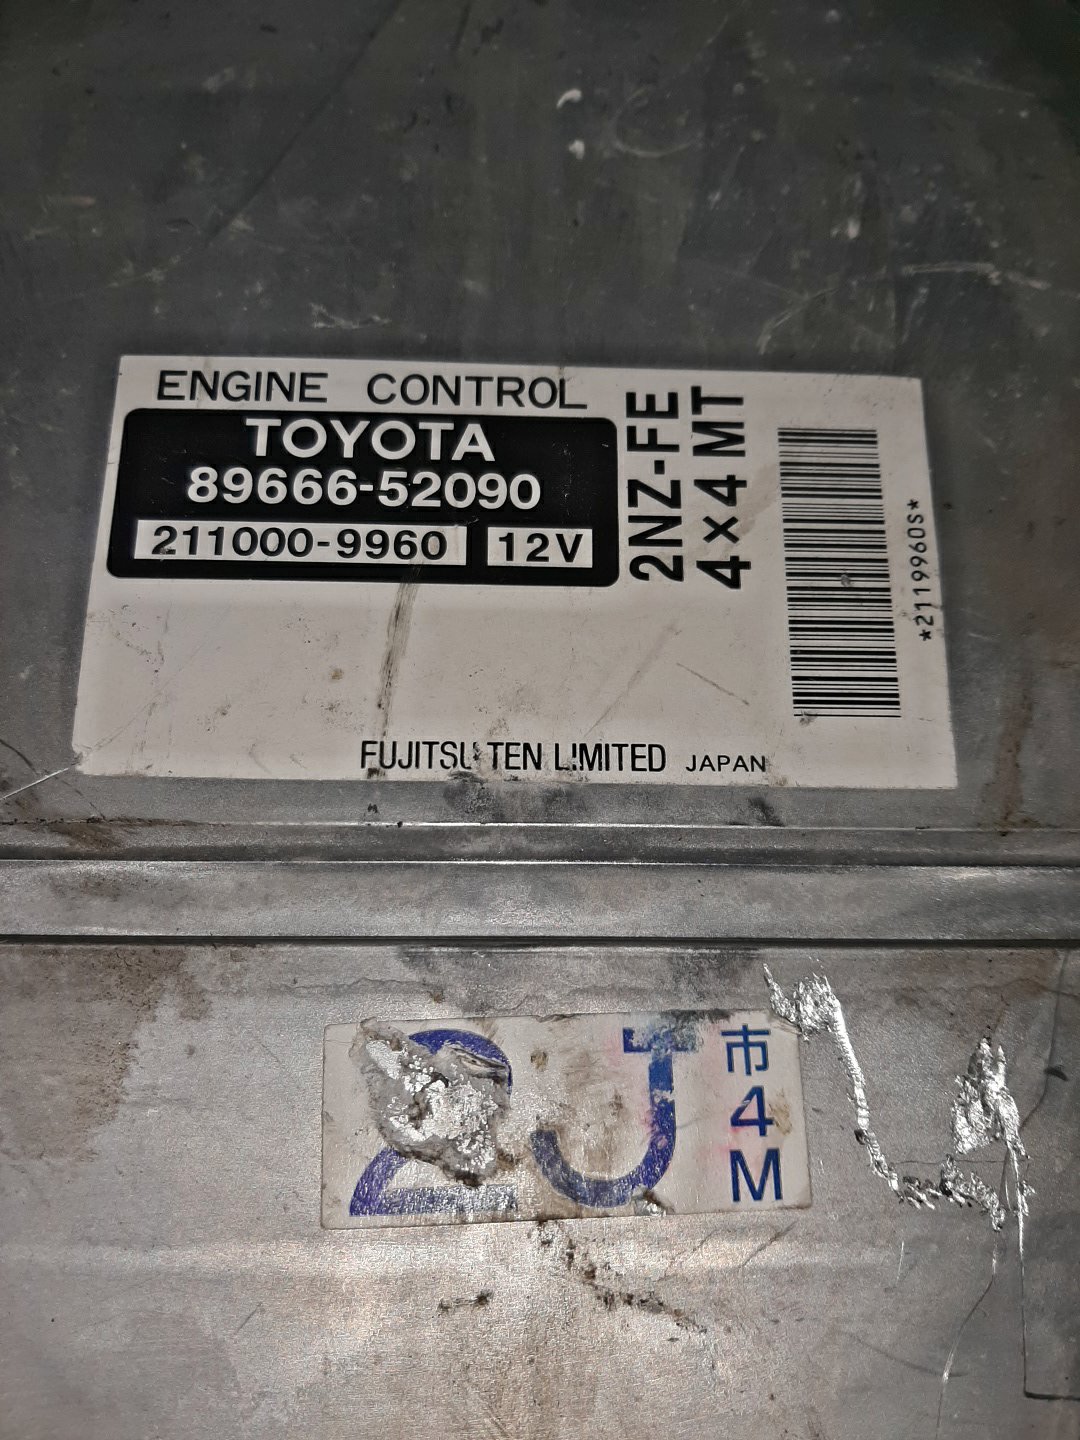 ENGINE CONTROL
TOYOTA
89666-52090
211000-9960 12V
2NZ-FE
4×4 MT
*2119960S*
FUJITSU TEN LIMITED JAPAN
2J
市
4
M